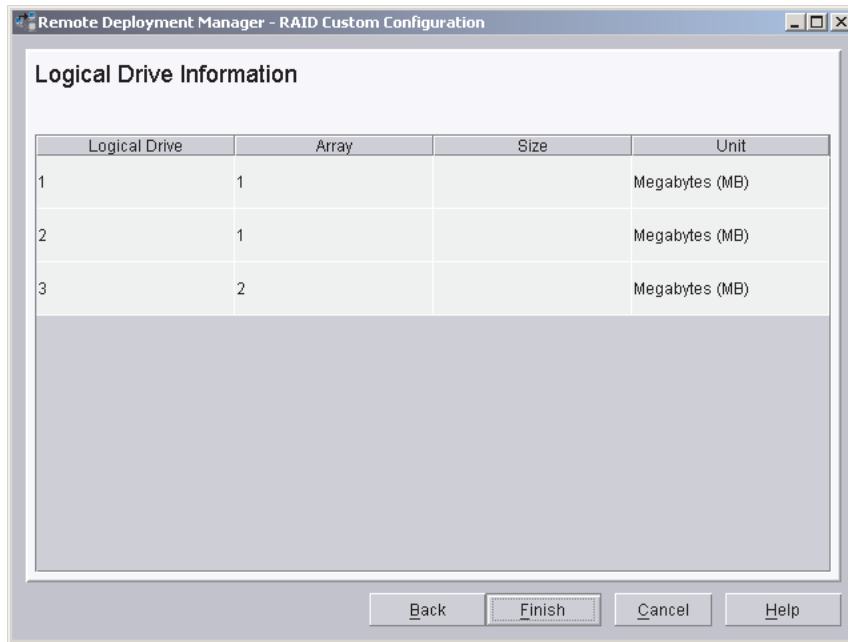 Remote Deployment Manager - RAID Custom Configuration
Logical Drive Information
Logical Drive Array Size Unit
1 1 Megabytes (MB)
2 1 Megabytes (MB)
3 2 Megabytes (MB)
Back Finish Cancel Help